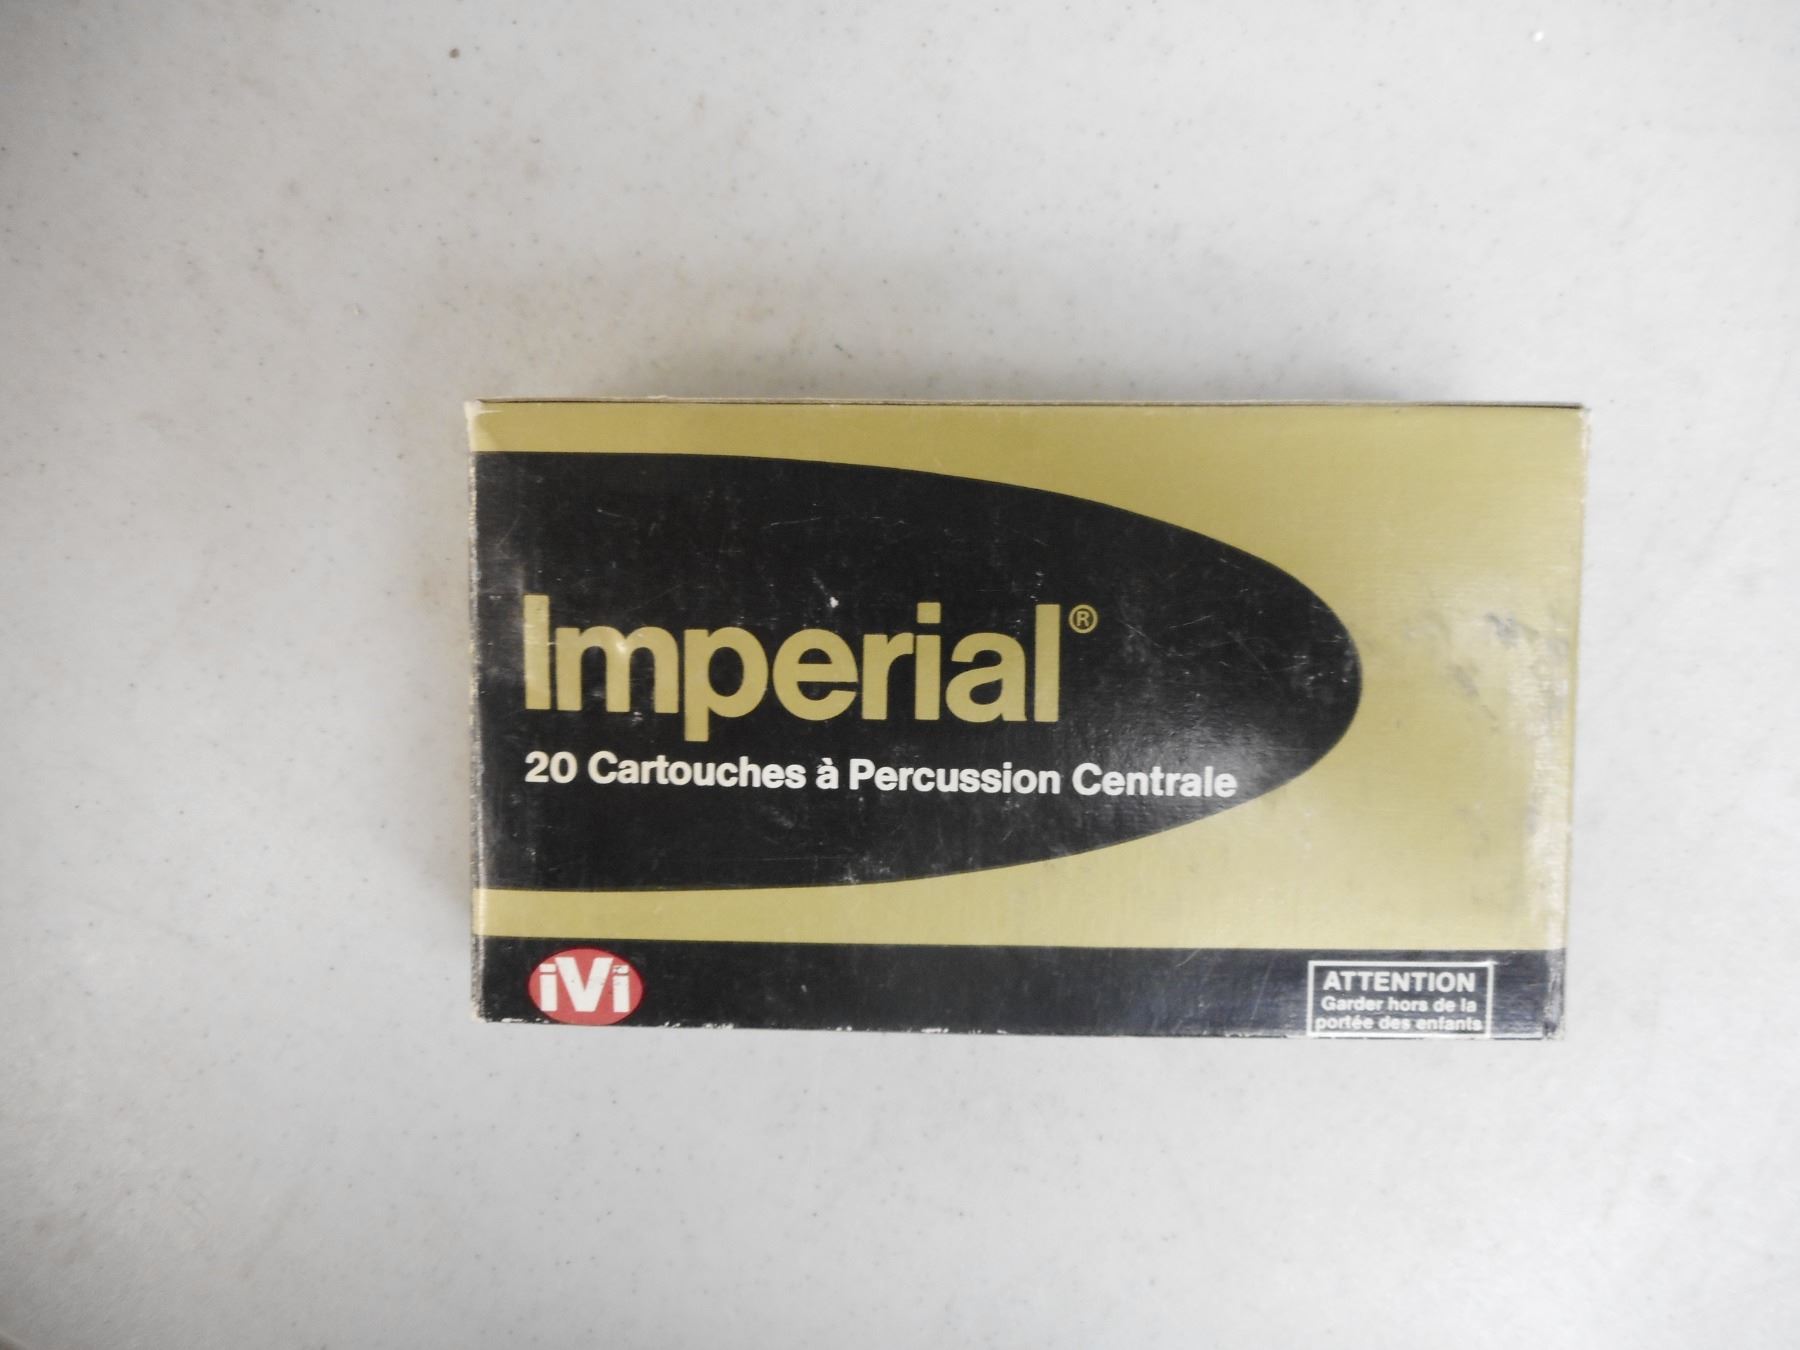 Imperial®
20 Cartouches à Percussion Centrale
iVi
ATTENTION
Garder hors de la
portée des enfants